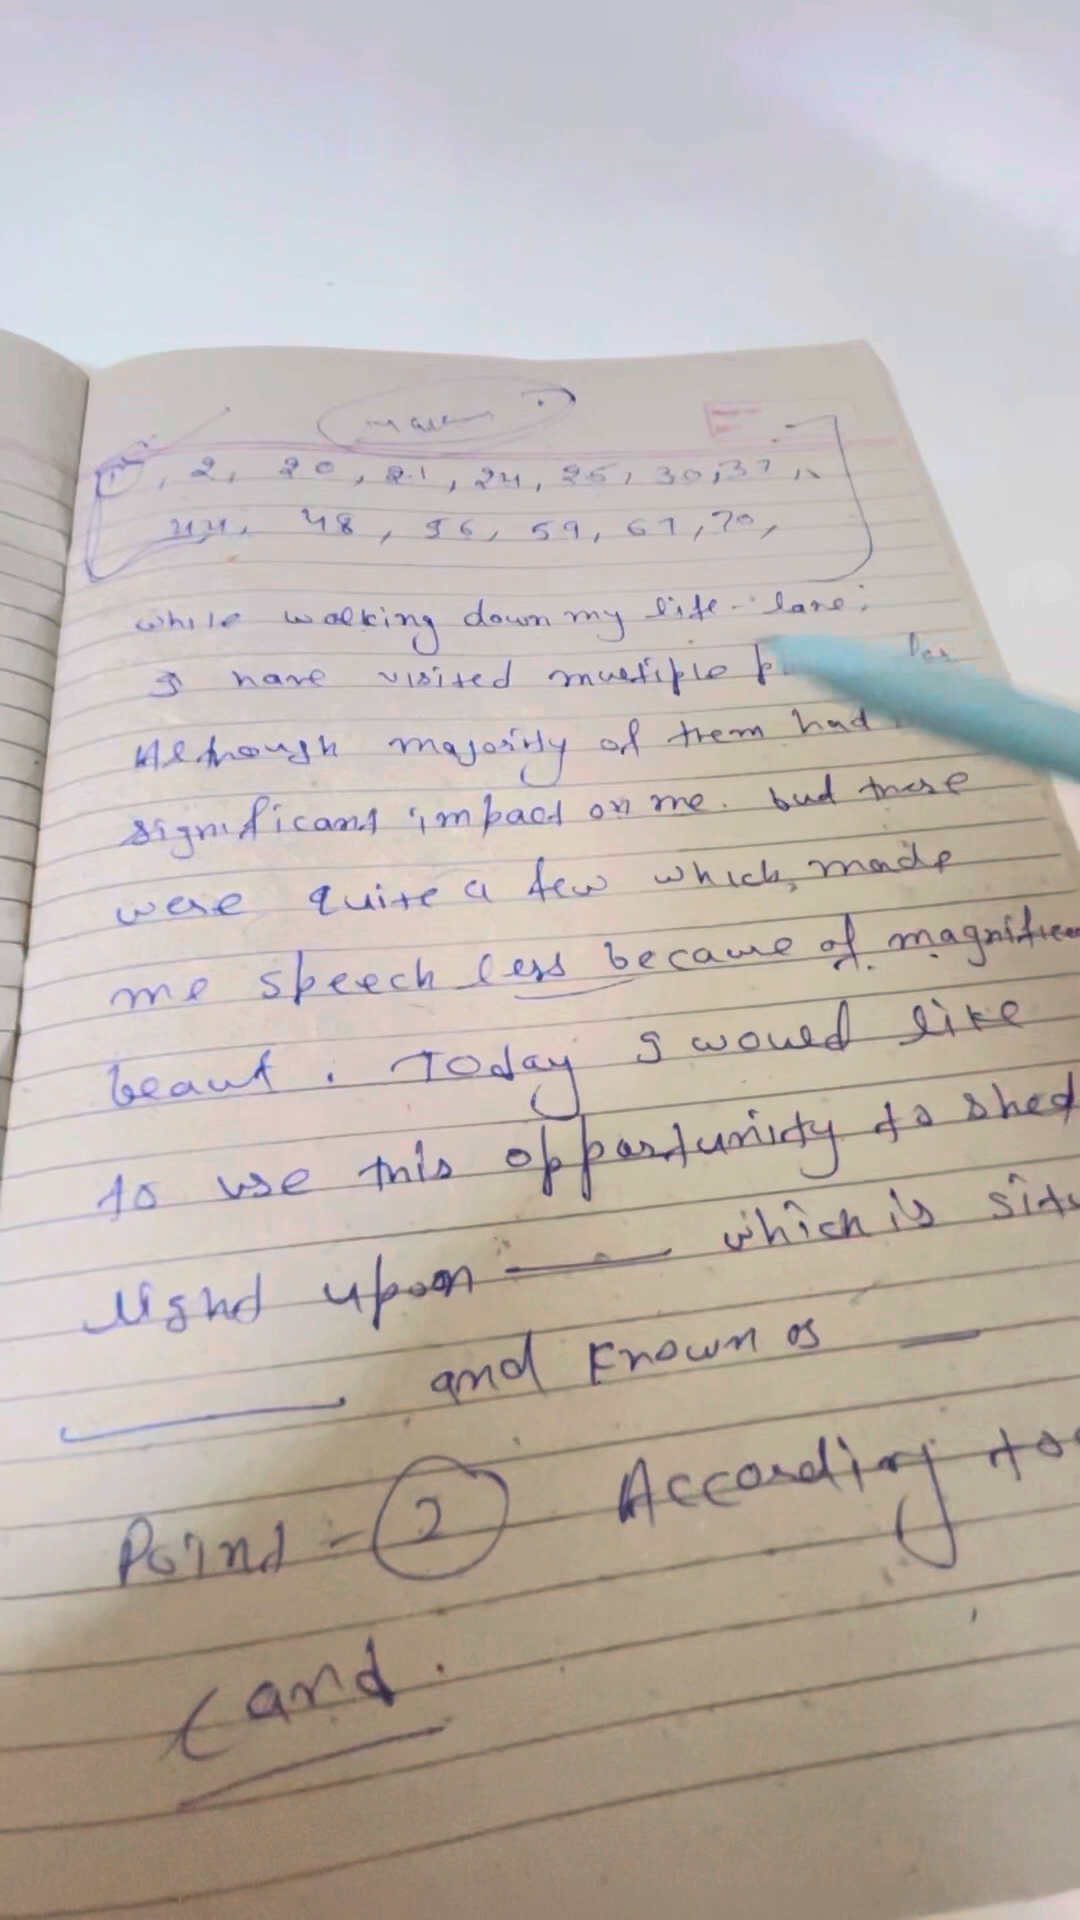 , 2, 20, 21, 24, 25, 30, 37,
44, 48, 56, 59, 67, 70,
while walking down my life-lane,
I have visited multiple
Although majority of them had
significant impact on me. but there
were quite a few which, made
me speech less because of
beaut. Today I would like
to use this opportunity to shed
light upon — which is
— and known as —
Point - 2 According to
Card.